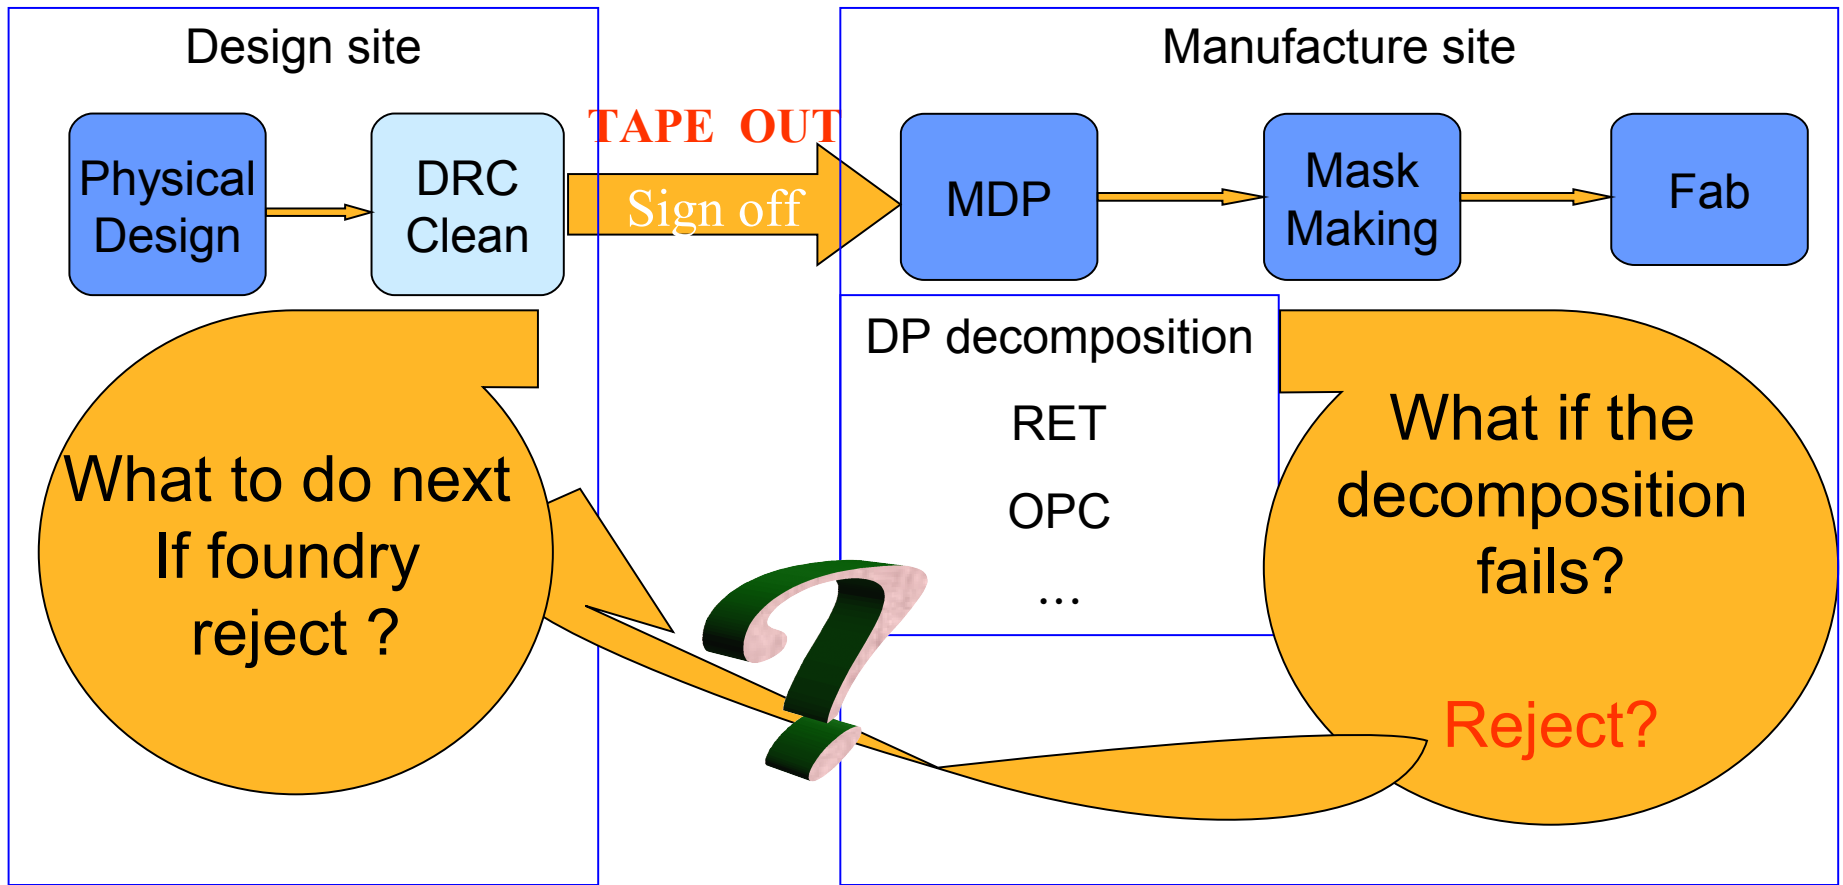 Design site
Physical
Design
DRC
Clean
TAPE OUT
Sign off
Manufacture site
MDP
Mask
Making
Fab
DP decomposition
RET
OPC
...
What to do next
If foundry
reject ?
?
What if the
decomposition
fails?
Reject?